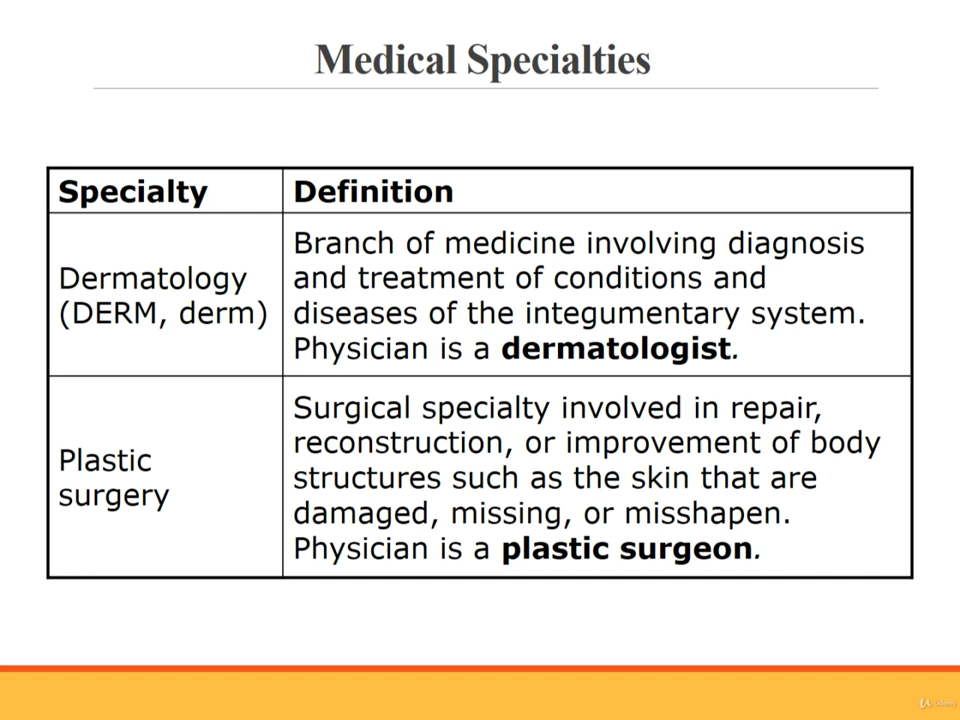 Medical Specialties
Specialty
Definition
Dermatology
(DERM, derm)
Branch of medicine involving diagnosis
and treatment of conditions and
diseases of the integumentary system.
Physician is a dermatologist.
Plastic
surgery
Surgical specialty involved in repair,
reconstruction, or improvement of body
structures such as the skin that are
damaged, missing, or misshapen.
Physician is a plastic surgeon.
Udemy